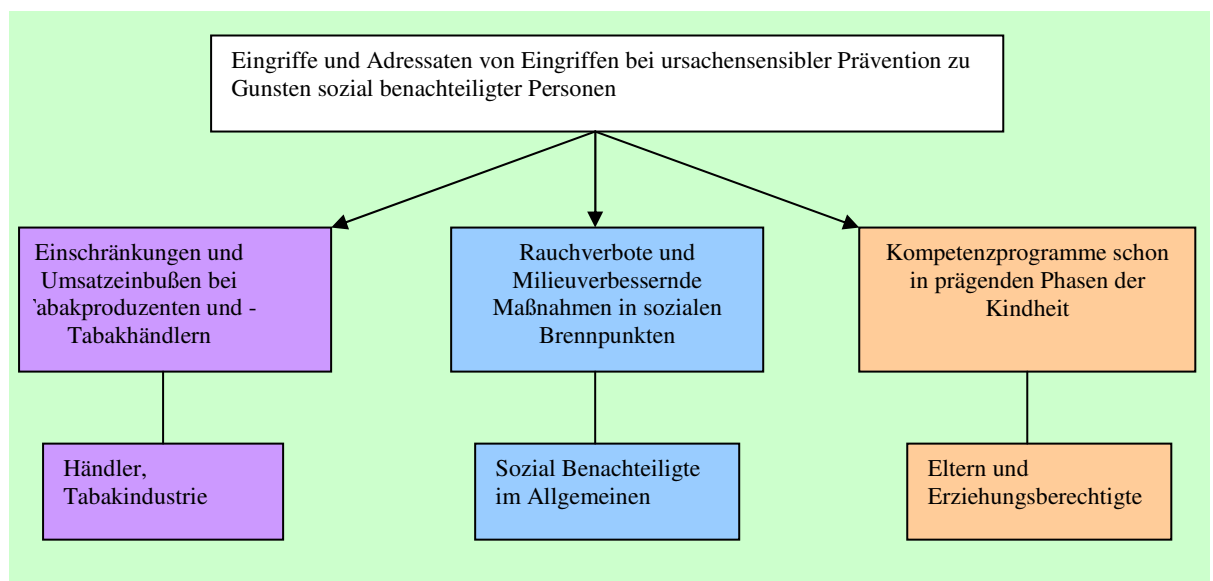 Eingriffe und Adressaten von Eingriffen bei ursachensensibler Prävention zu
Gunsten sozial benachteiligter Personen
Einschränkungen und
Umsatzeinbußen bei
abakproduzenten und -
Tabakhändlern
Rauchverbote und
Milieuverbessernde
Maßnahmen in sozialen
Brennpunkten
Kompetenzprogramme schon
in prägenden Phasen der
Kindheit
Händler,
Tabakindustrie
Sozial Benachteiligte
im Allgemeinen
Eltern und
Erziehungsberechtigte